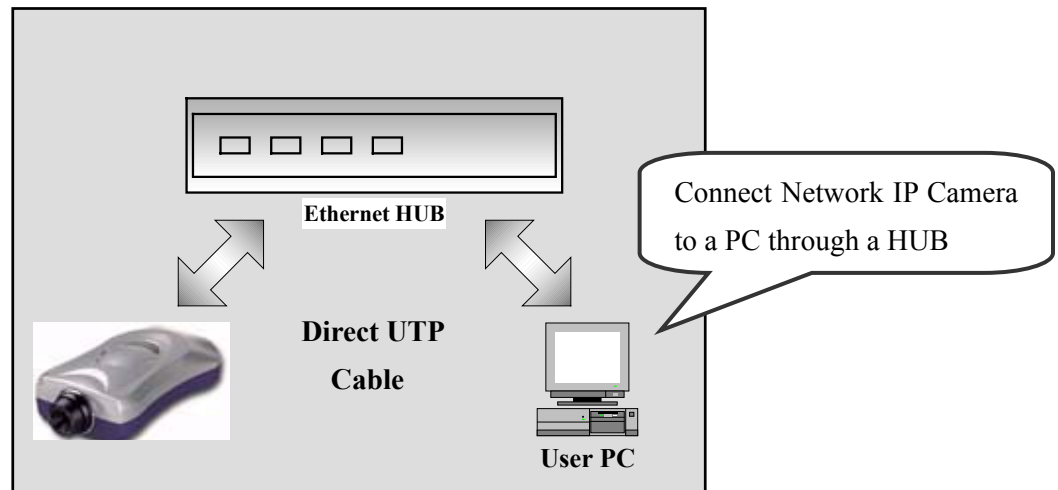 Ethernet HUB
Connect Network IP Camera
to a PC through a HUB
Direct UTP
Cable
User PC